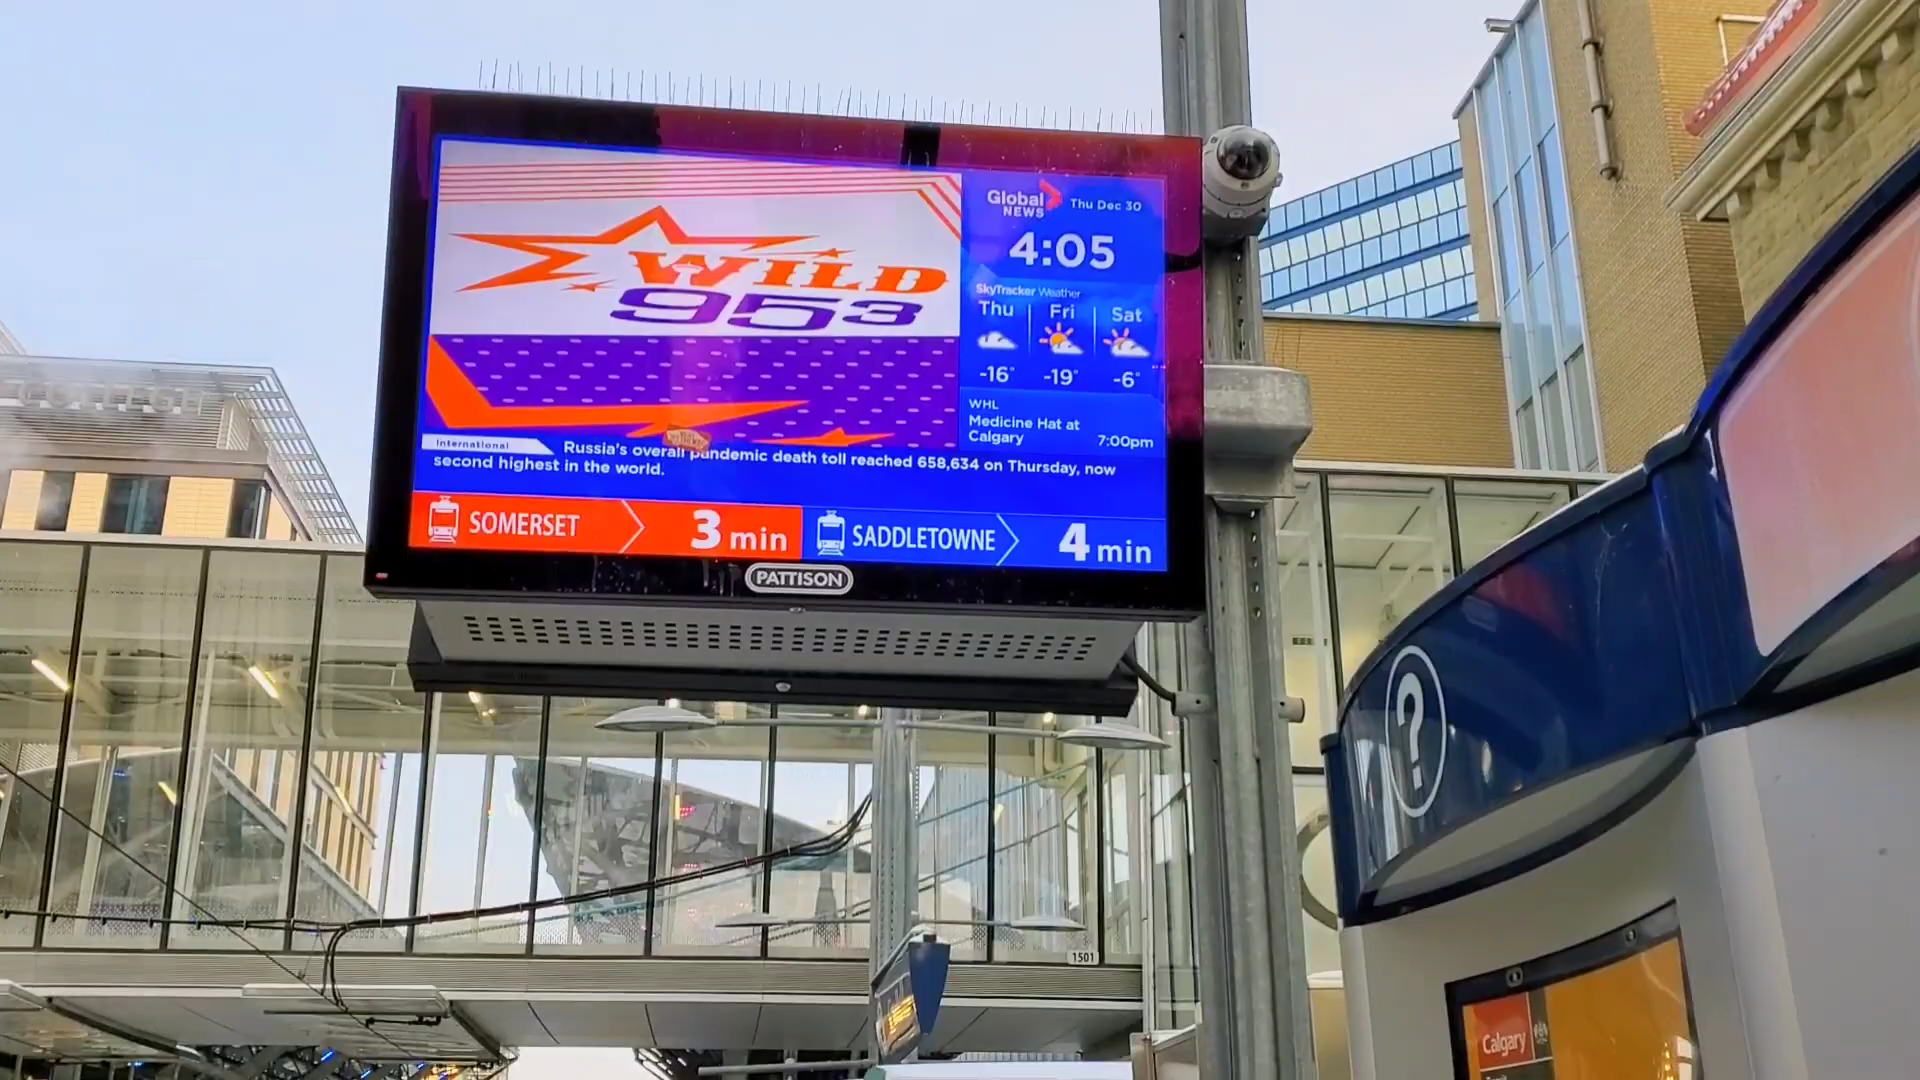 WILD
953
Global
NEWS
Thu Dec 30
4:05
SkyTracker Weather
Thu Fri Sat
-16° -19° -6°
WHL
Medicine Hat at
Calgary 7:00pm
International
Russia's overall pandemic death toll reached 658,634 on Thursday, now
second highest in the world.
SOMERSET 3 min
SADDLETOWNE 4 min
PATTISON
COLLEGE
?
1501
Calgary